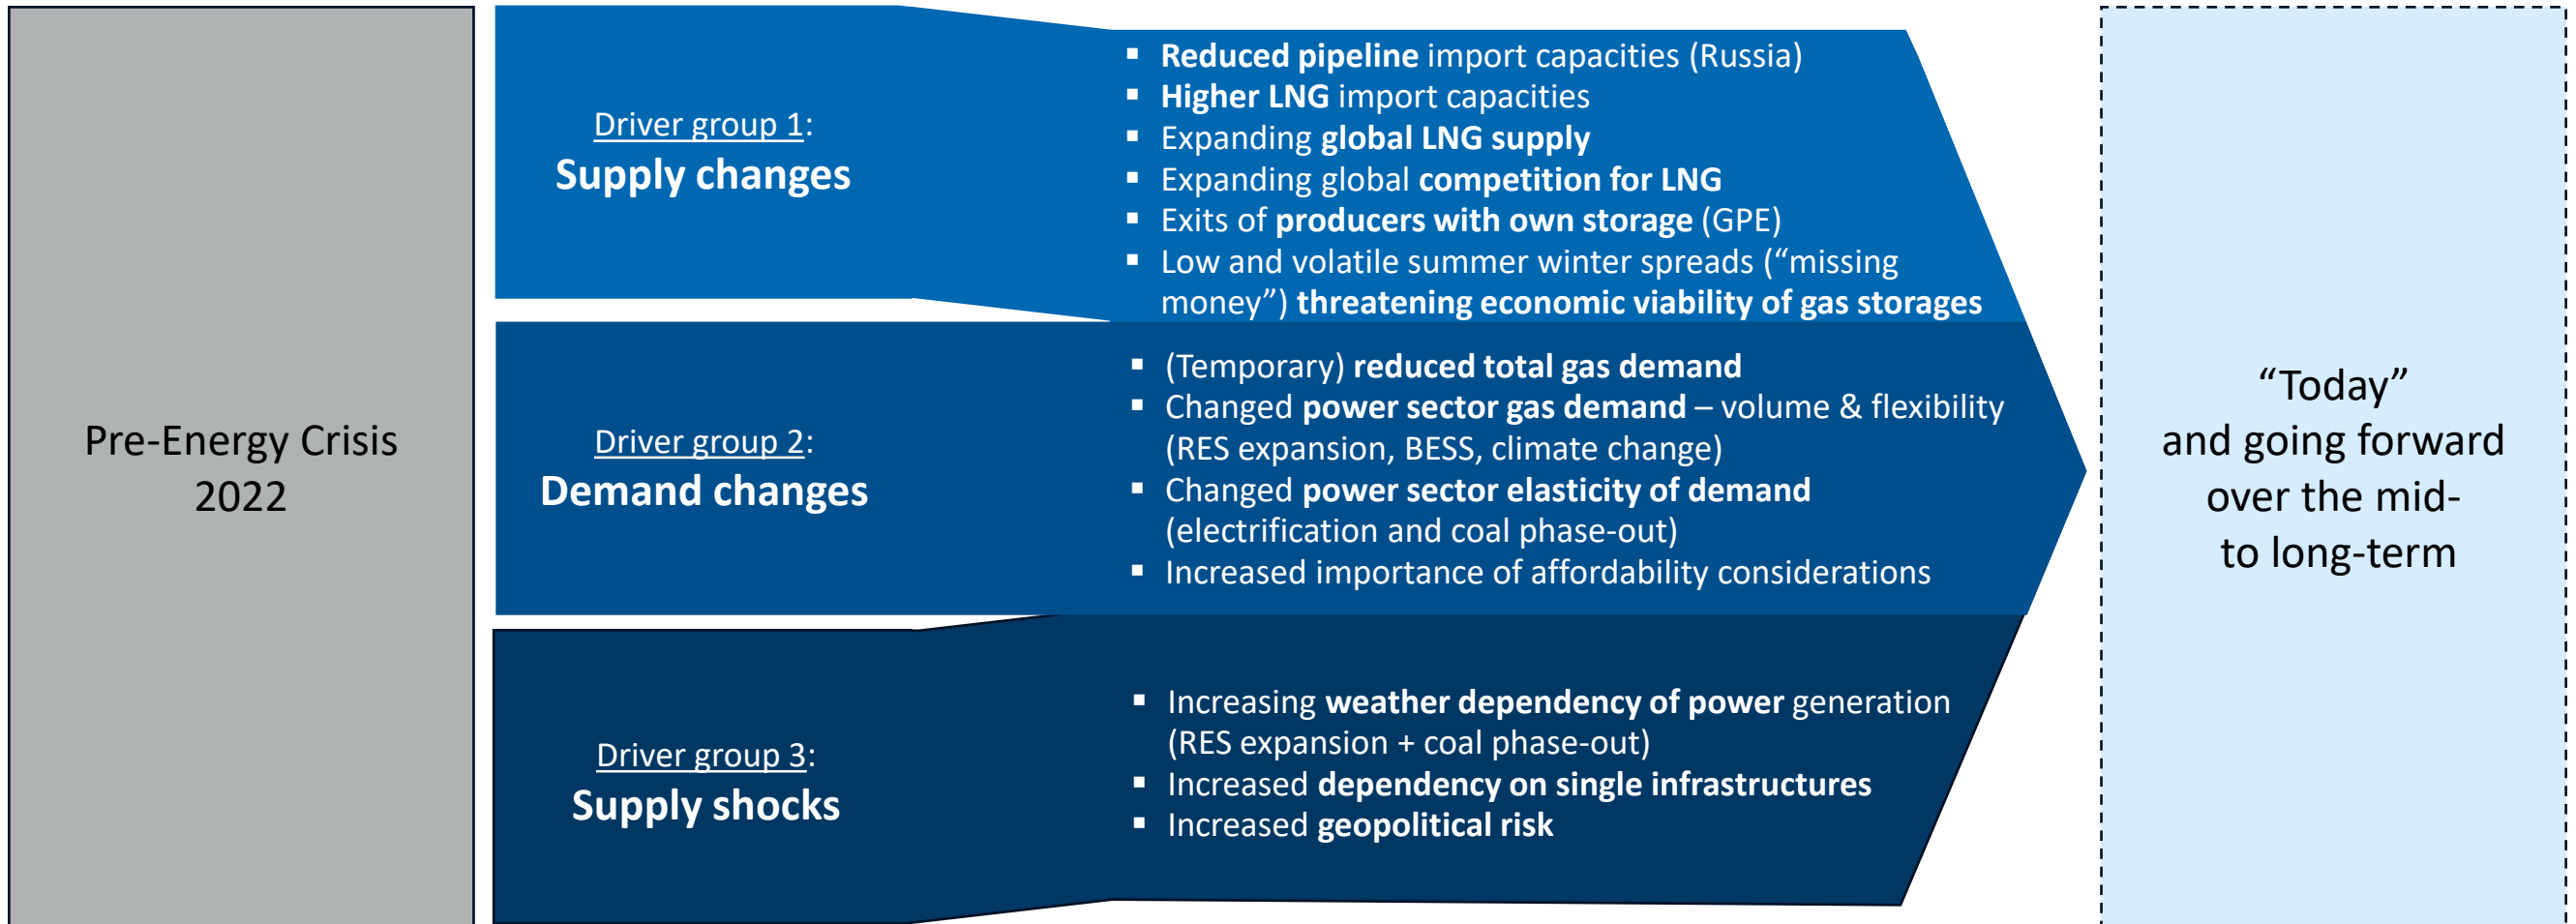 Pre-Energy Crisis
2022
Driver group 1:
Supply changes
▪ Reduced pipeline import capacities (Russia)
▪ Higher LNG import capacities
▪ Expanding global LNG supply
▪ Expanding global competition for LNG
▪ Exits of producers with own storage (GPE)
▪ Low and volatile summer winter spreads (“missing
money”) threatening economic viability of gas storages
Driver group 2:
Demand changes
▪ (Temporary) reduced total gas demand
▪ Changed power sector gas demand – volume & flexibility
(RES expansion, BESS, climate change)
▪ Changed power sector elasticity of demand
(electrification and coal phase-out)
▪ Increased importance of affordability considerations
Driver group 3:
Supply shocks
▪ Increasing weather dependency of power generation
(RES expansion + coal phase-out)
▪ Increased dependency on single infrastructures
▪ Increased geopolitical risk
“Today”
and going forward
over the mid-
to long-term